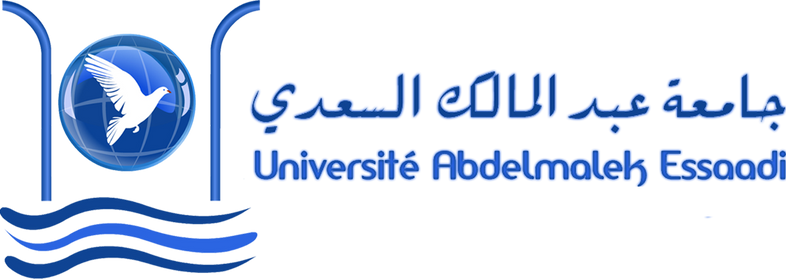 جامعة عبد المالك السعدي
Université Abdelmalek Essaadi